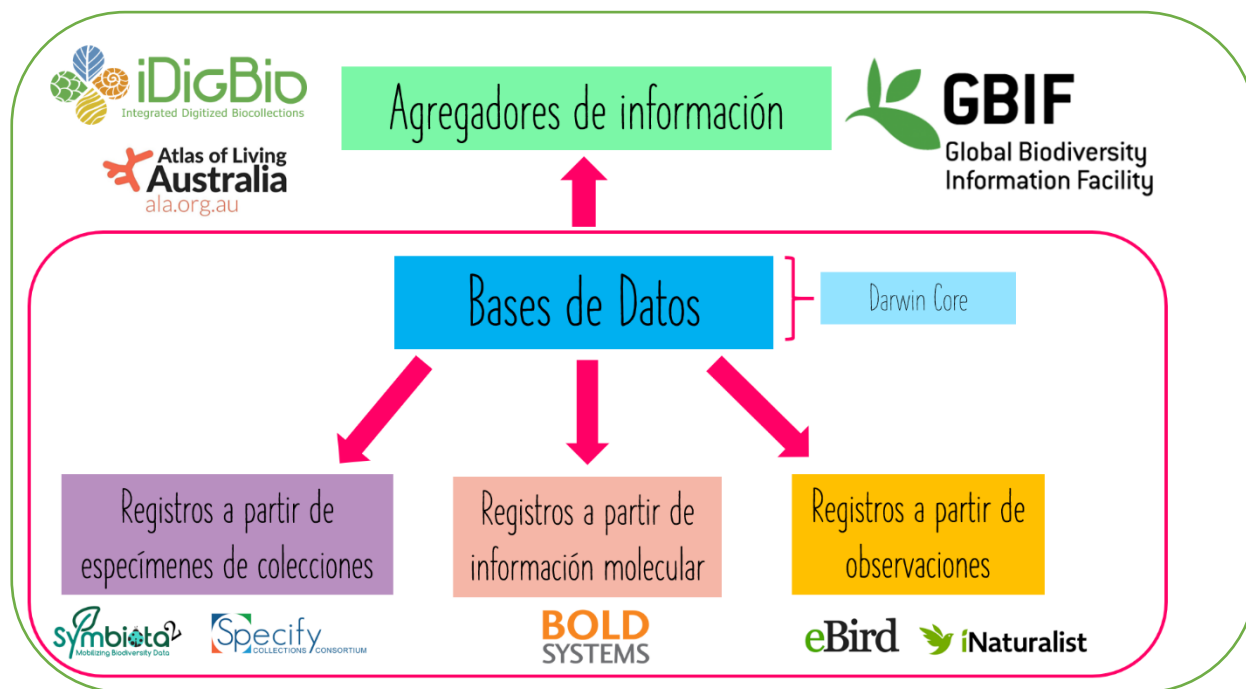 iDigBio
Integrated Digitized Biocollections
Atlas of Living
Australia
ala.org.au
Agregadores de información
GBIF
Global Biodiversity
Information Facility
Bases de Datos
Darwin Core
Registros a partir de
especímenes de colecciones
Registros a partir de
información molecular
Registros a partir de
observaciones
Symbiota2
Mobilizing Biodiversity Data
Specify
COLLECTIONS CONSORTIUM
BOLD
SYSTEMS
eBird
iNaturalist